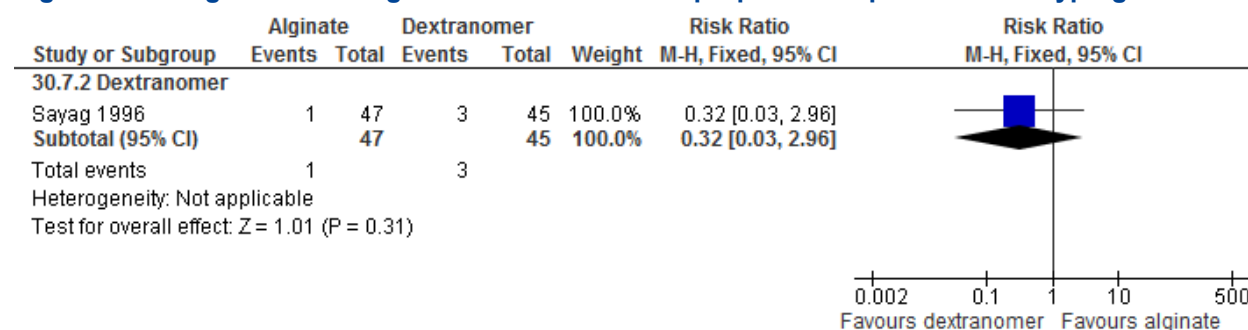 Alginate Dextranomer Risk Ratio Risk Ratio
Study or Subgroup Events Total Events Total Weight M-H, Fixed, 95% CI M-H, Fixed, 95% CI
30.7.2 Dextranomer
Sayag 1996 1 47 3 45 100.0% 0.32 [0.03, 2.96]
Subtotal (95% CI) 47 45 100.0% 0.32 [0.03, 2.96]
Total events 1 3
Heterogeneity: Not applicable
Test for overall effect: Z = 1.01 (P = 0.31)
0.002 0.1 1 10 500
Favours dextranomer Favours alginate